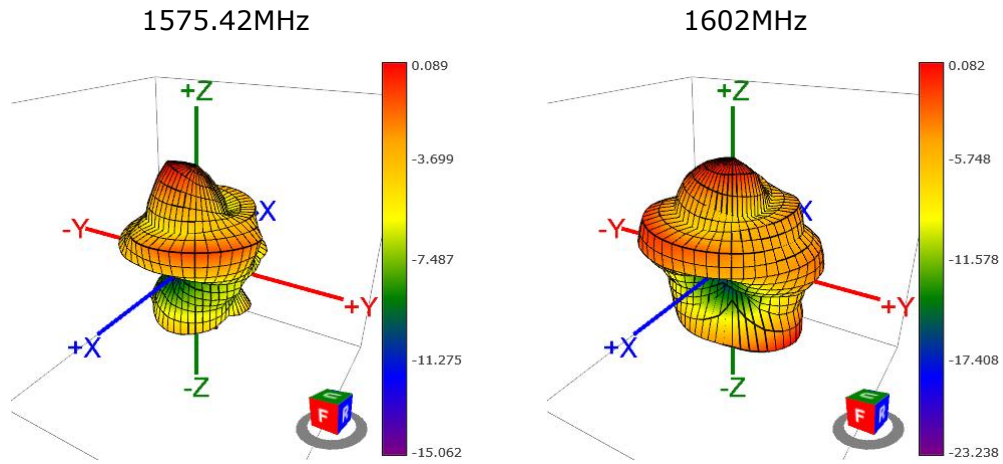 1575.42MHz
+Z
-Y
-X
+Y
+X
-Z
0.089
-3.699
-7.487
-11.275
-15.062
F
R
1602MHz
+Z
-Y
X
+Y
+X
-Z
0.082
-5.748
-11.578
-17.408
-23.238
F
R